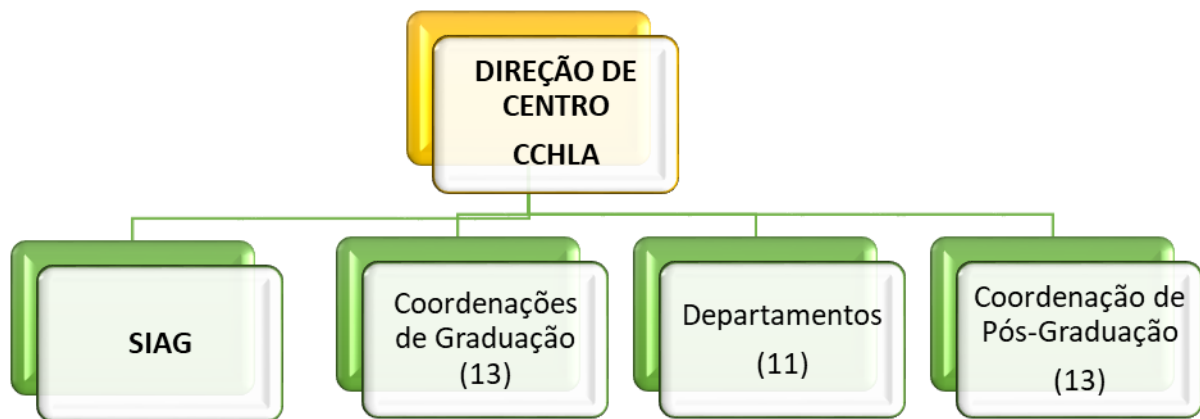 DIREÇÃO DE
CENTRO
CCHLA
SIAG
Coordenações
de Graduação
(13)
Departamentos
(11)
Coordenação de
Pós-Graduação
(13)